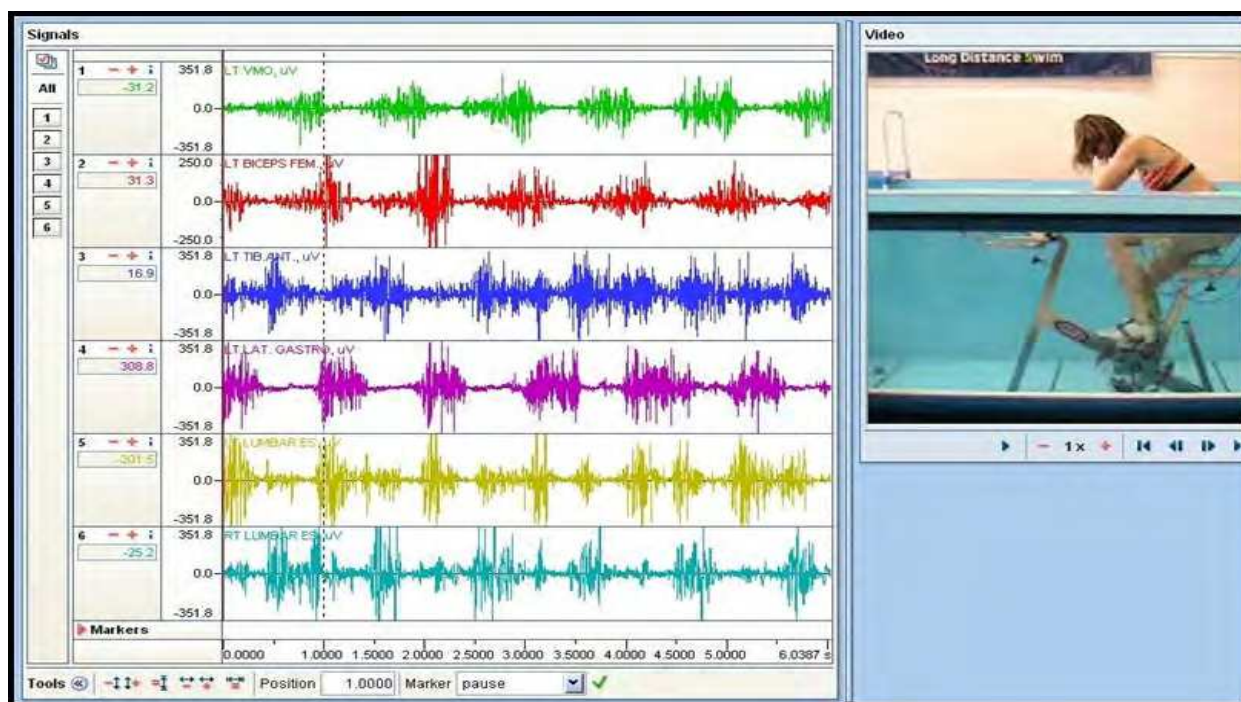 Signals
Video
Long Distance Swim
All
1
2
3
4
5
6
1 - + i
-31.2
351.8
0.0
-351.8
LT VMO, uV
2 - + i
31.3
250.0
0.0
-250.0
LT BICEPS FEM., uV
3 - + i
16.9
351.8
0.0
-351.8
LT TIB.ANT., uV
4 - + i
308.8
351.8
0.0
-351.8
LT LAT. GASTRO, uV
5 - + i
-301.5
351.8
0.0
-351.8
LT LUMBAR ES, uV
6 - + i
-25.2
351.8
0.0
-351.8
RT LUMBAR ES, uV
Markers
0.0000 1.0000 1.5000 2.0000 2.5000 3.0000 3.5000 4.0000 4.5000 5.0000 6.0387 s
Tools Position 1.0000 Marker pause
- 1x +